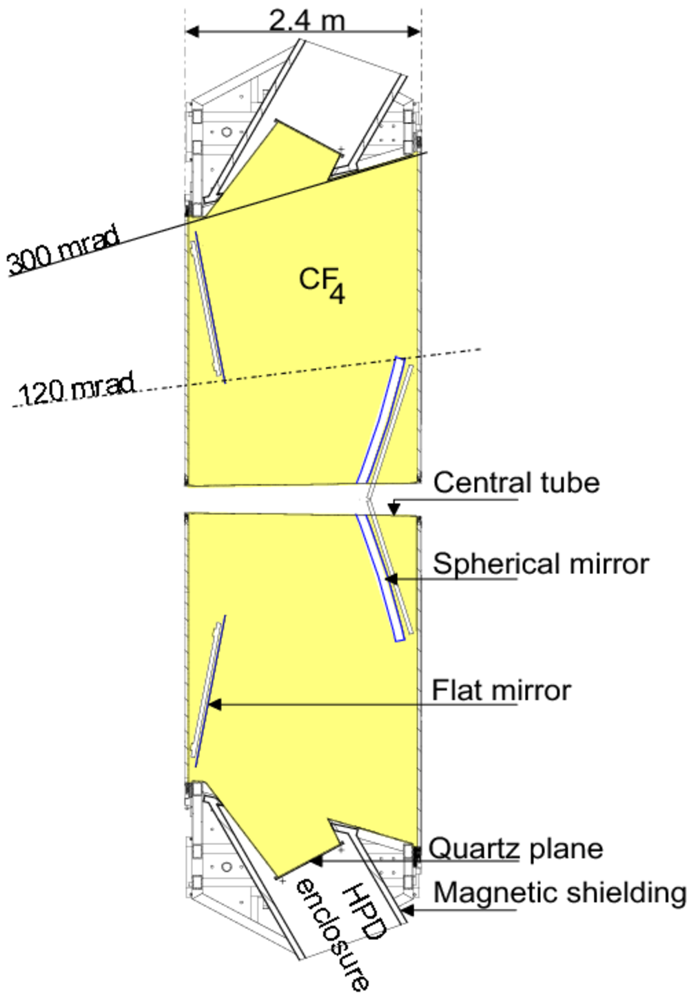 2.4 m
300 mrad
CF4
120 mrad
Central tube
Spherical mirror
Flat mirror
Quartz plane
Magnetic shielding
HPD
enclosure